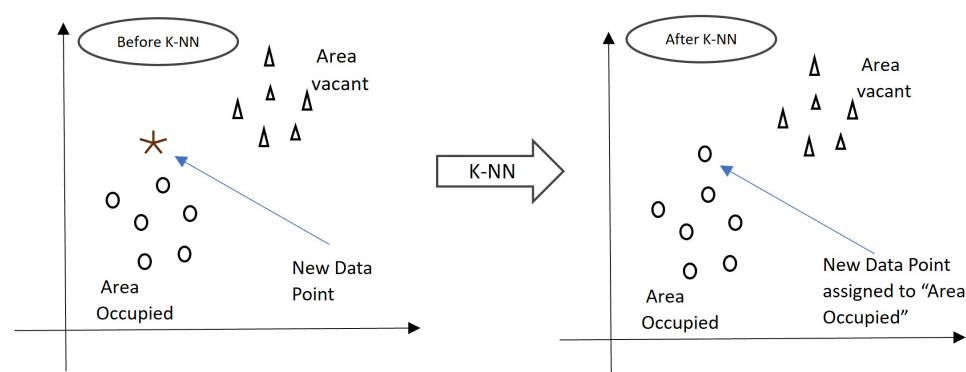 Before K-NN
Area
vacant
New Data
Point
Area
Occupied
K-NN
After K-NN
Area
vacant
New Data Point
assigned to “Area
Occupied”
Area
Occupied